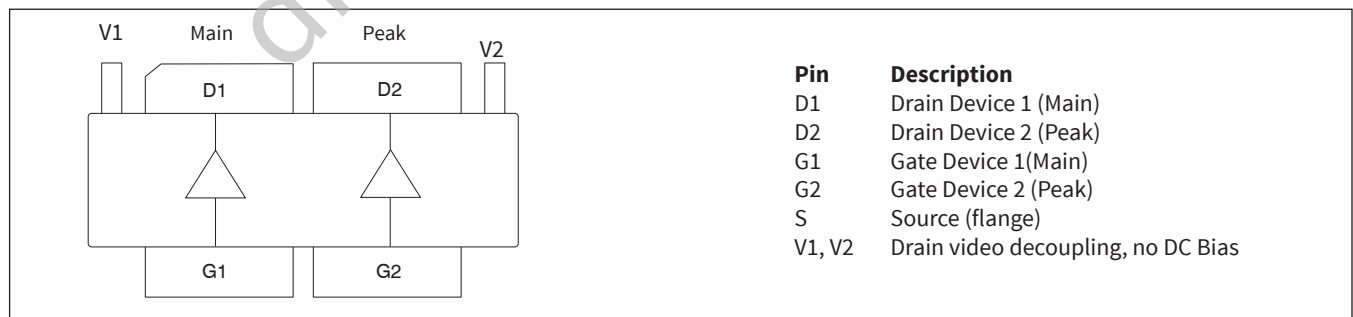 V1 Main Peak V2
D1 D2
G1 G2
Pin Description
D1 Drain Device 1 (Main)
D2 Drain Device 2 (Peak)
G1 Gate Device 1(Main)
G2 Gate Device 2 (Peak)
S Source (flange)
V1, V2 Drain video decoupling, no DC Bias